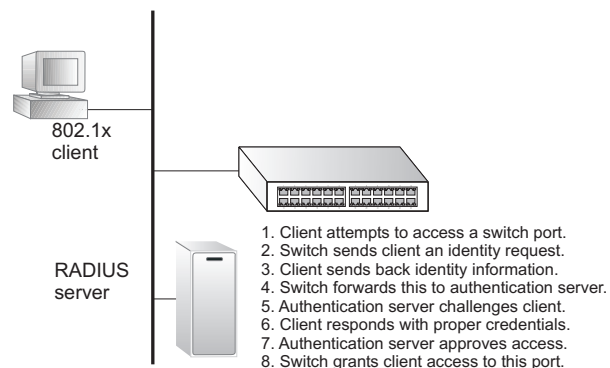 802.1x
client
RADIUS
server
1. Client attempts to access a switch port.
2. Switch sends client an identity request.
3. Client sends back identity information.
4. Switch forwards this to authentication server.
5. Authentication server challenges client.
6. Client responds with proper credentials.
7. Authentication server approves access.
8. Switch grants client access to this port.